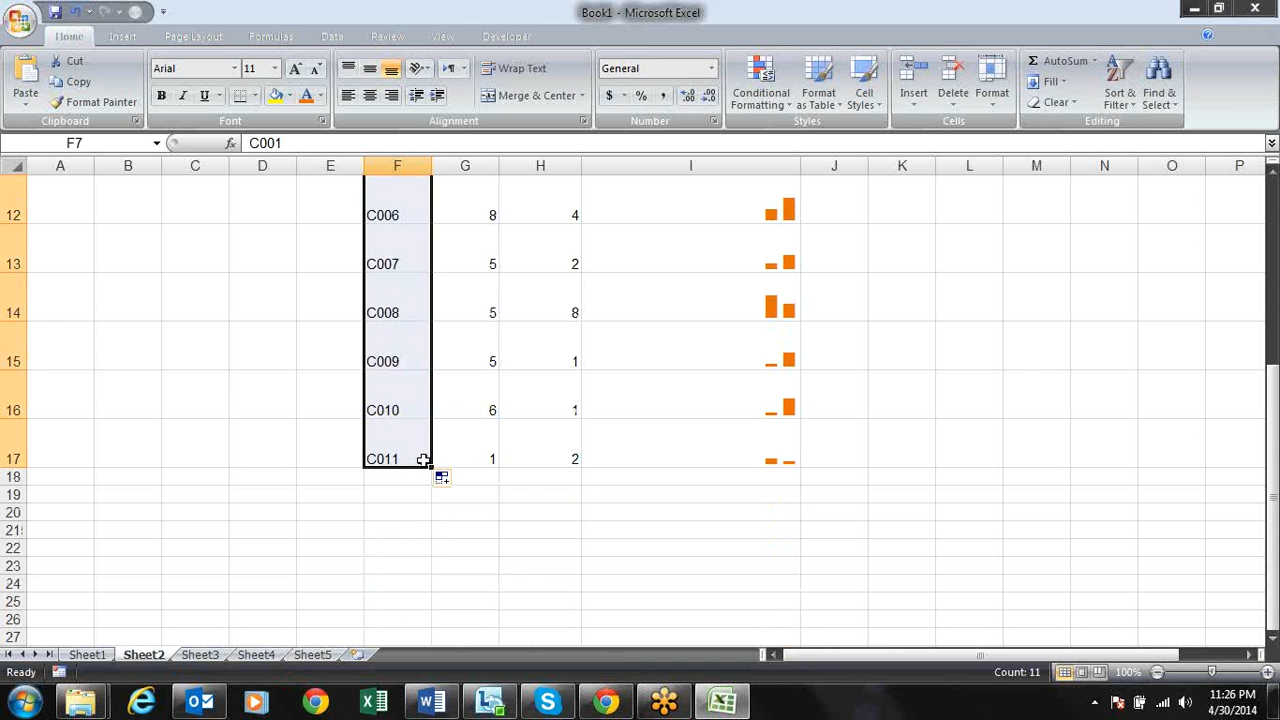 Book1 - Microsoft Excel
Home Insert Page Layout Formulas Data Review View Developer
Paste Cut Copy Format Painter
Arial 11
B I U
Wrap Text
Merge & Center
General
$ % ,
Conditional Formatting
Format as Table
Cell Styles
Insert Delete Format
Σ AutoSum
Fill
Clear
Sort & Filter
Find & Select
Clipboard Font Alignment Number Styles Cells Editing
F7 fx C001
A B C D E F G H I J K L M N O P
12 C006 8 4
13 C007 5 2
14 C008 5 8
15 C009 5 1
16 C010 6 1
17 C011 1 2
18
19
20
21
22
23
24
25
26
27
Sheet1 Sheet2 Sheet3 Sheet4 Sheet5
Ready Count: 11 100%
11:26 PM
4/30/2014